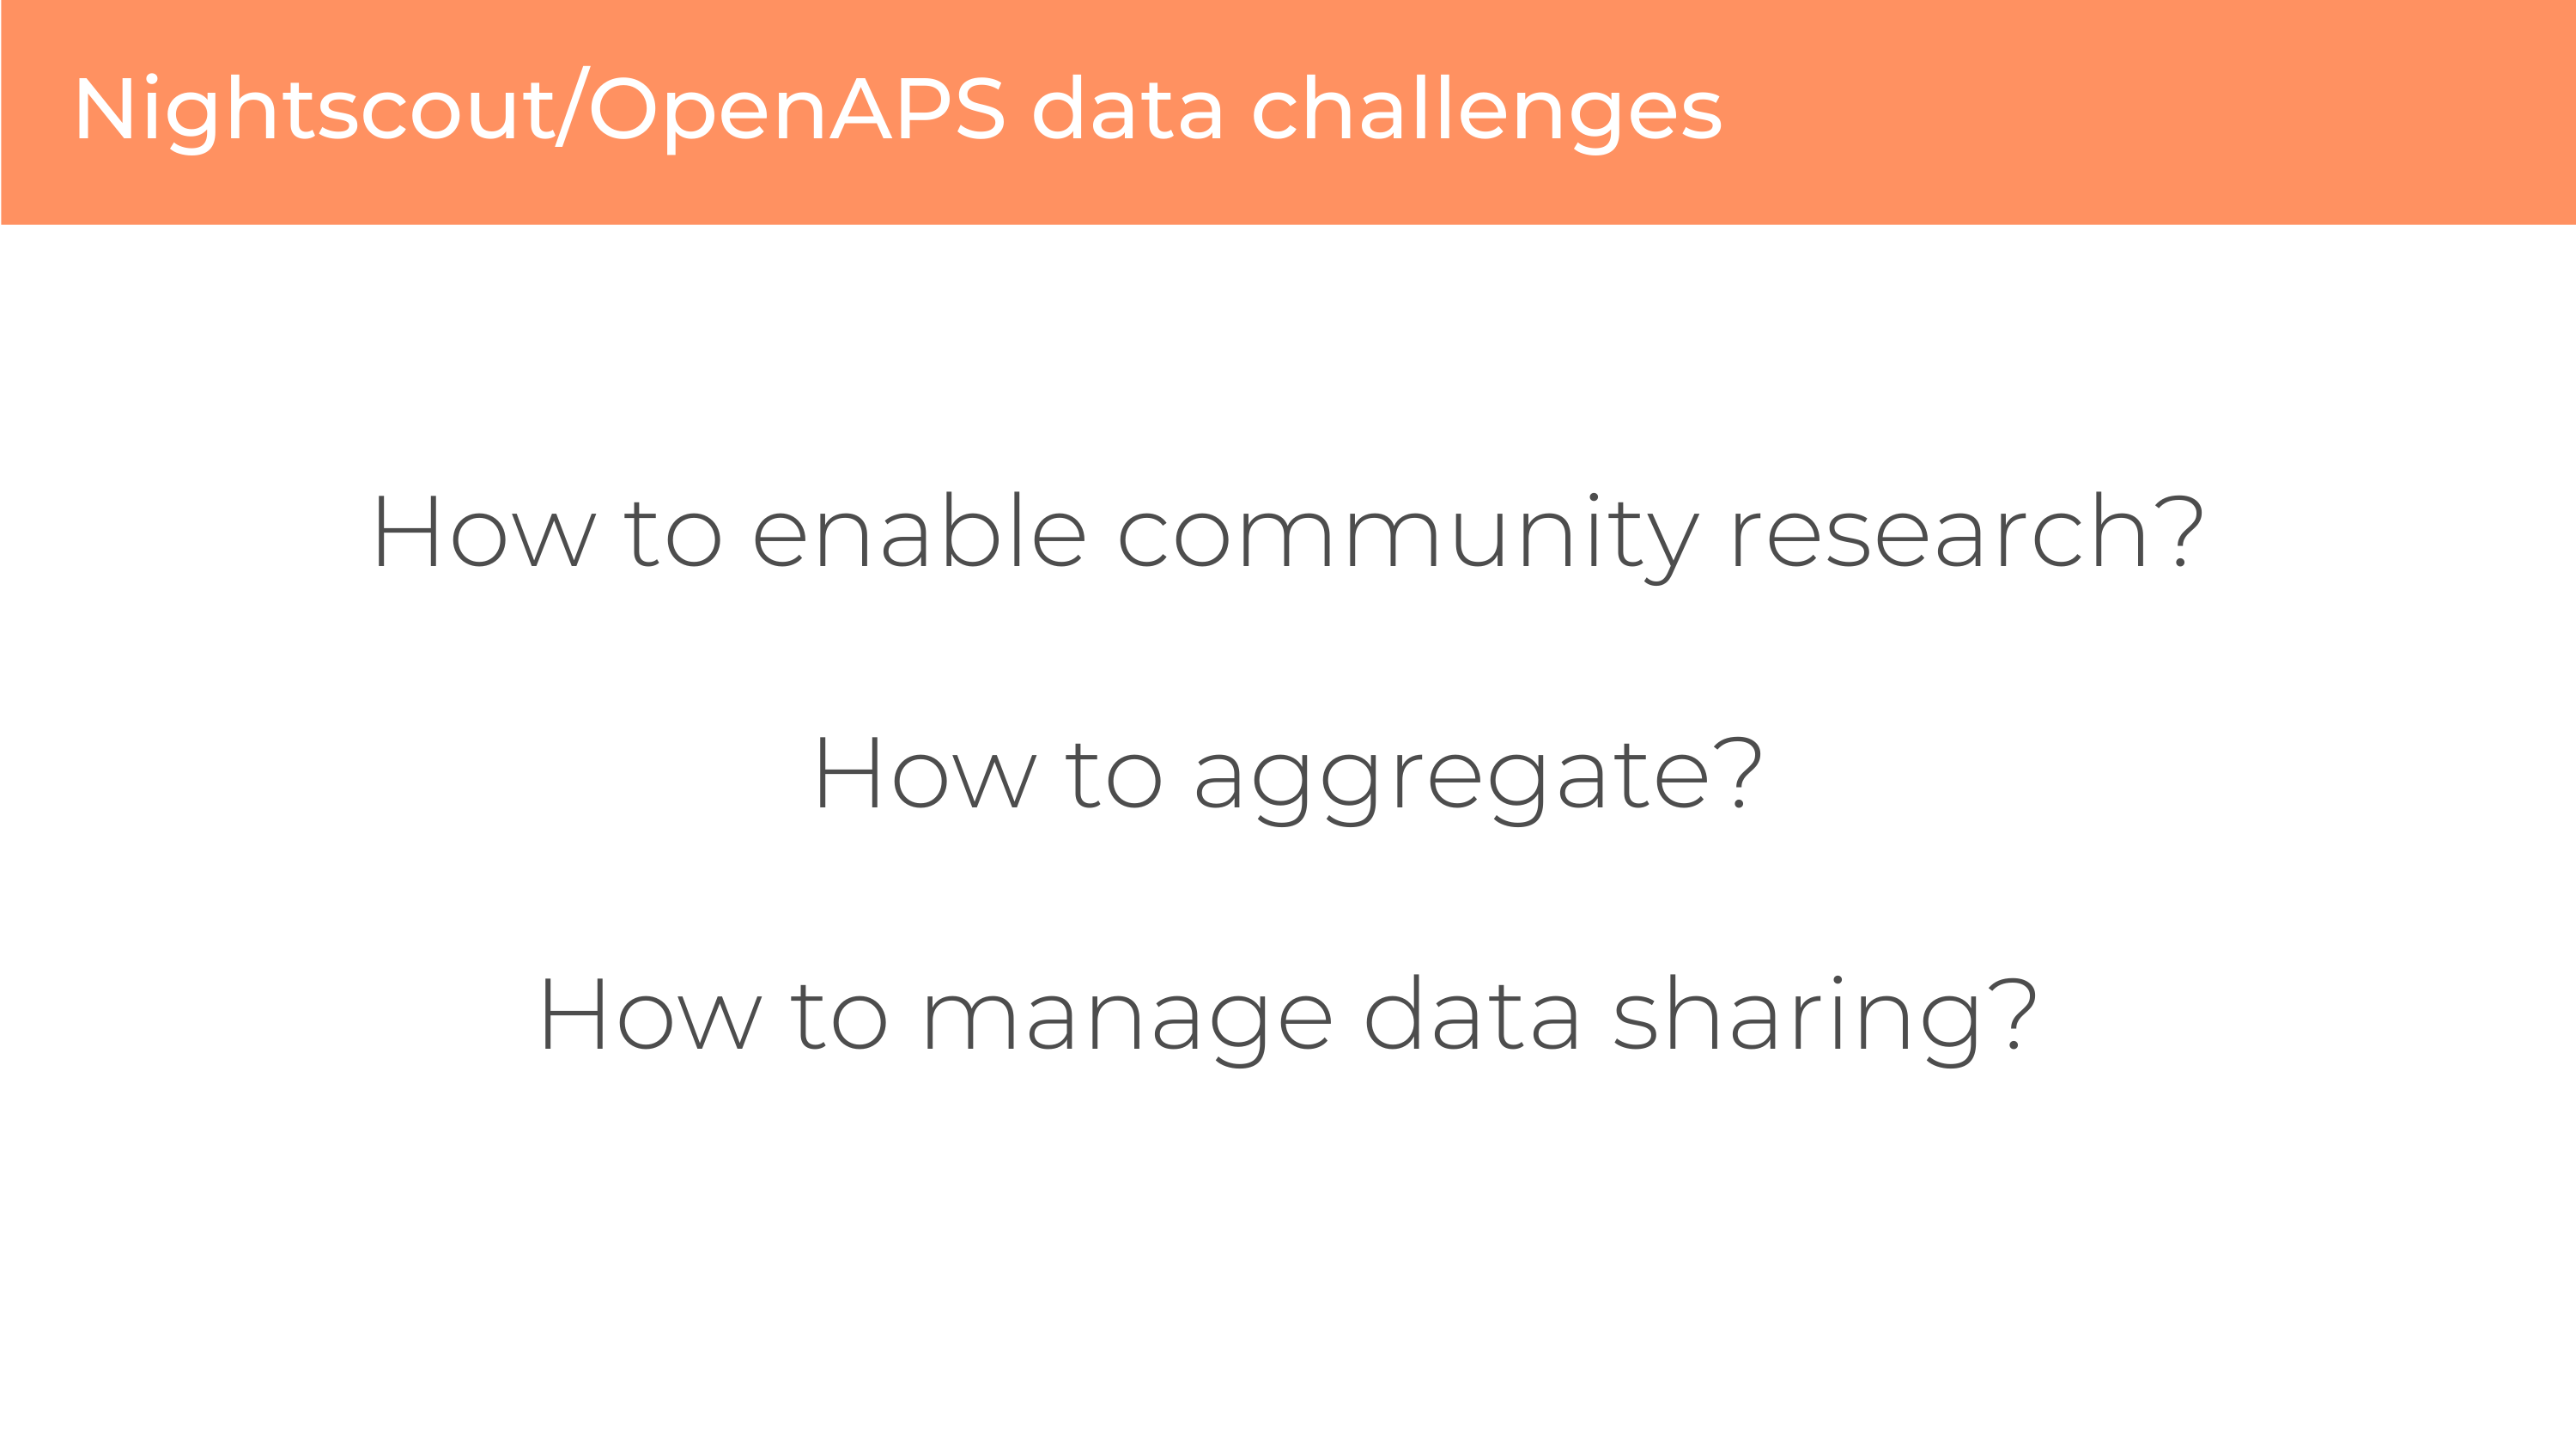 Nightscout/OpenAPS data challenges
How to enable community research?
How to aggregate?
How to manage data sharing?